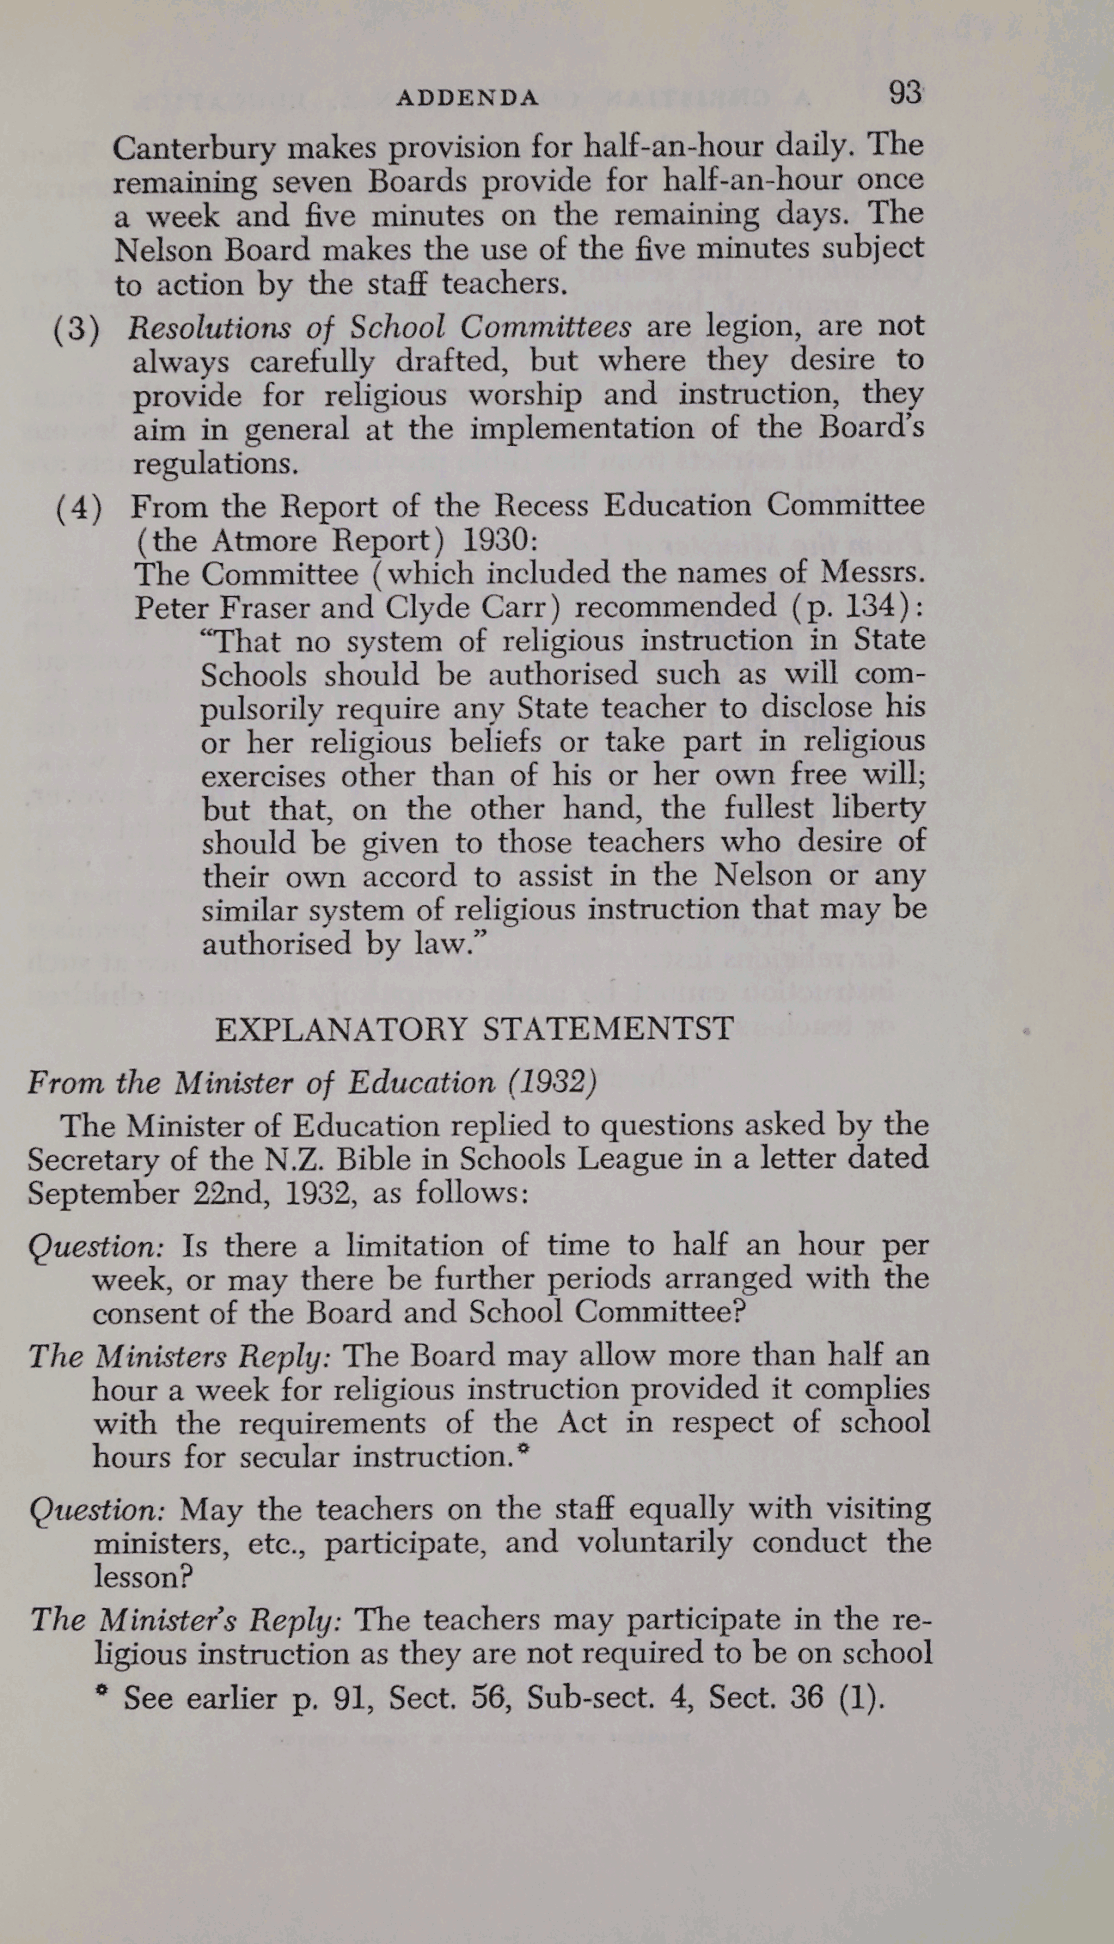 ADDENDA 93
Canterbury makes provision for half-an-hour daily. The
remaining seven Boards provide for half-an-hour once
a week and five minutes on the remaining days. The
Nelson Board makes the use of the five minutes subject
to action by the staff teachers.
(3) Resolutions of School Committees are legion, are not
always carefully drafted, but where they desire to
provide for religious worship and instruction, they
aim in general at the implementation of the Board's
regulations.
(4) From the Report of the Recess Education Committee
(the Atmore Report) 1930:
The Committee (which included the names of Messrs.
Peter Fraser and Clyde Carr) recommended (p. 134):
“That no system of religious instruction in State
Schools should be authorised such as will com-
pulsorily require any State teacher to disclose his
or her religious beliefs or take part in religious
exercises other than of his or her own free will;
but that, on the other hand, the fullest liberty
should be given to those teachers who desire of
their own accord to assist in the Nelson or any
similar system of religious instruction that may be
authorised by law.”
EXPLANATORY STATEMENTST
From the Minister of Education (1932)
The Minister of Education replied to questions asked by the
Secretary of the N.Z. Bible in Schools League in a letter dated
September 22nd, 1932, as follows:
Question: Is there a limitation of time to half an hour per
week, or may there be further periods arranged with the
consent of the Board and School Committee?
The Ministers Reply: The Board may allow more than half an
hour a week for religious instruction provided it complies
with the requirements of the Act in respect of school
hours for secular instruction.*
Question: May the teachers on the staff equally with visiting
ministers, etc., participate, and voluntarily conduct the
lesson?
The Minister's Reply: The teachers may participate in the re-
ligious instruction as they are not required to be on school
* See earlier p. 91, Sect. 56, Sub-sect. 4, Sect. 36 (1).